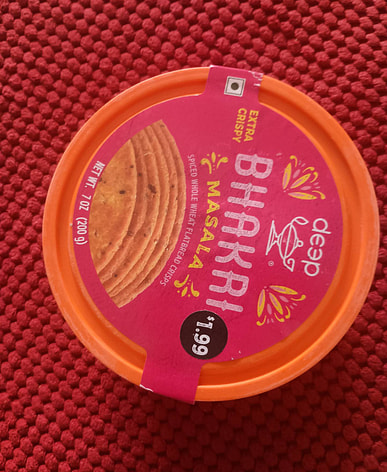 deep
®
EXTRA
CRISPY
BHAKRI
MASALA
SPICED WHOLE WHEAT FLATBREAD CRISPS
$1.99
NET WT. 7 OZ (200 g)